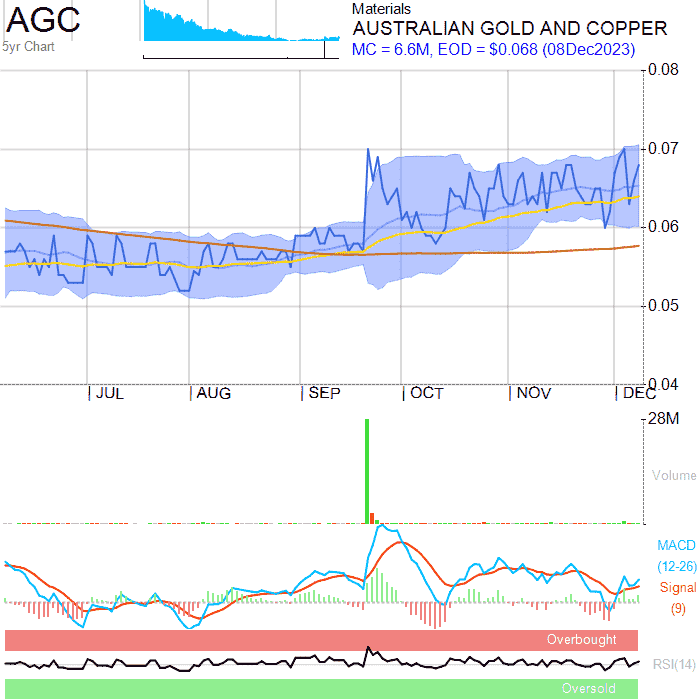 AGC
5yr Chart
Materials
AUSTRALIAN GOLD AND COPPER
MC = 6.6M, EOD = $0.068 (08Dec2023)
0.08
0.07
0.06
0.05
0.04
JUL AUG SEP OCT NOV DEC
28M
Volume
MACD
(12-26)
Signal
(9)
Overbought
RSI(14)
Oversold